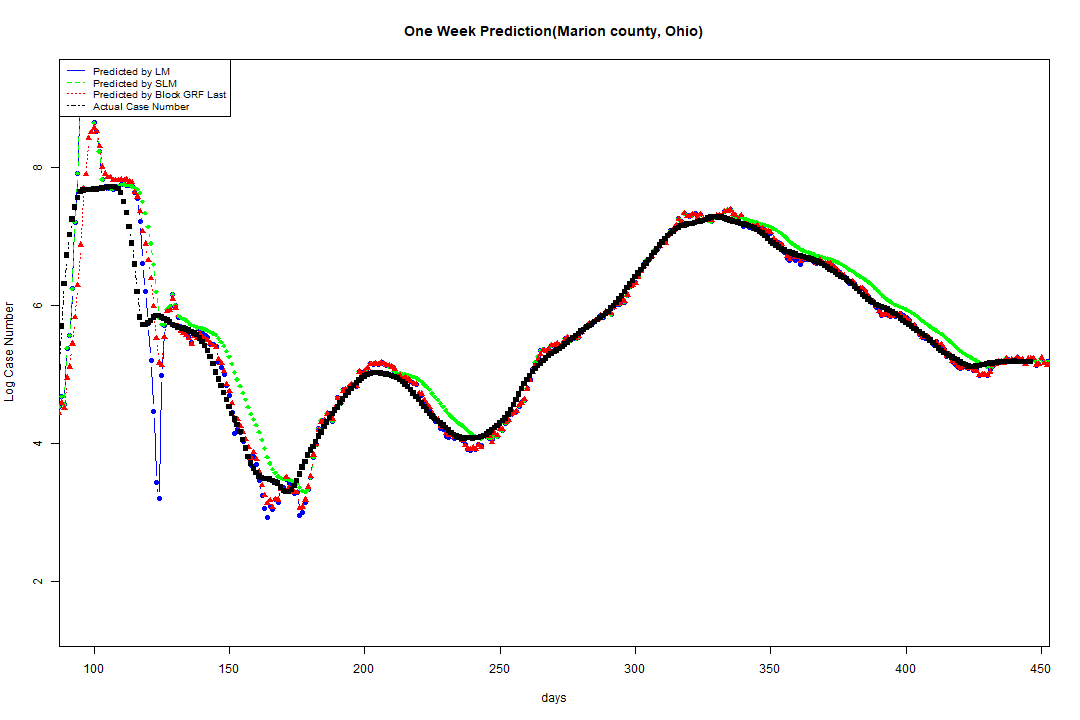 One Week Prediction(Marion county, Ohio)
Predicted by LM
Predicted by SLM
Predicted by Block GRF Last
Actual Case Number
8
6
4
2
Log Case Number
100 150 200 250 300 350 400 450
days